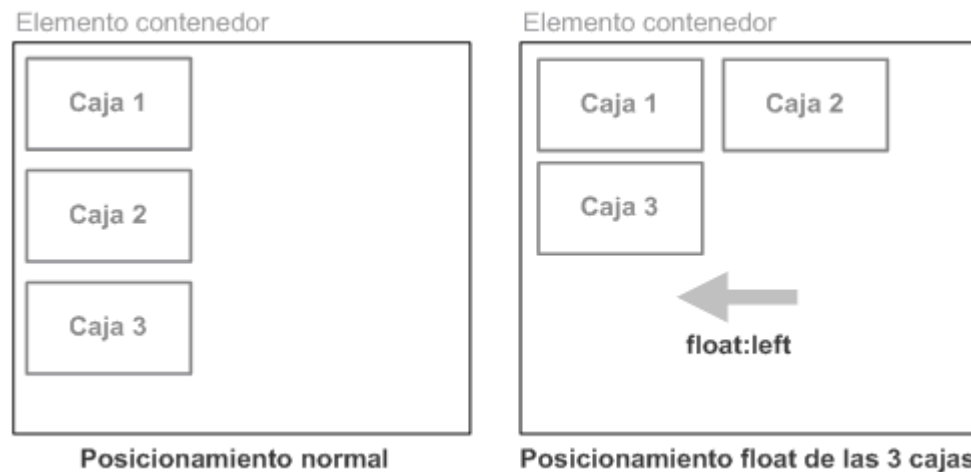 Elemento contenedor
Caja 1
Caja 2
Caja 3
Posicionamiento normal
Elemento contenedor
Caja 1 Caja 2
Caja 3
float:left
Posicionamiento float de las 3 cajas